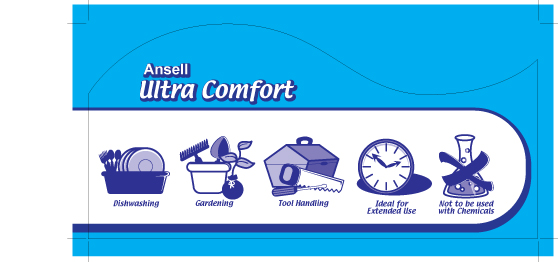 Ansell
Ultra Comfort
Dishwashing
Gardening
Tool Handling
Ideal for
Extended Use
Not to be used
with Chemicals